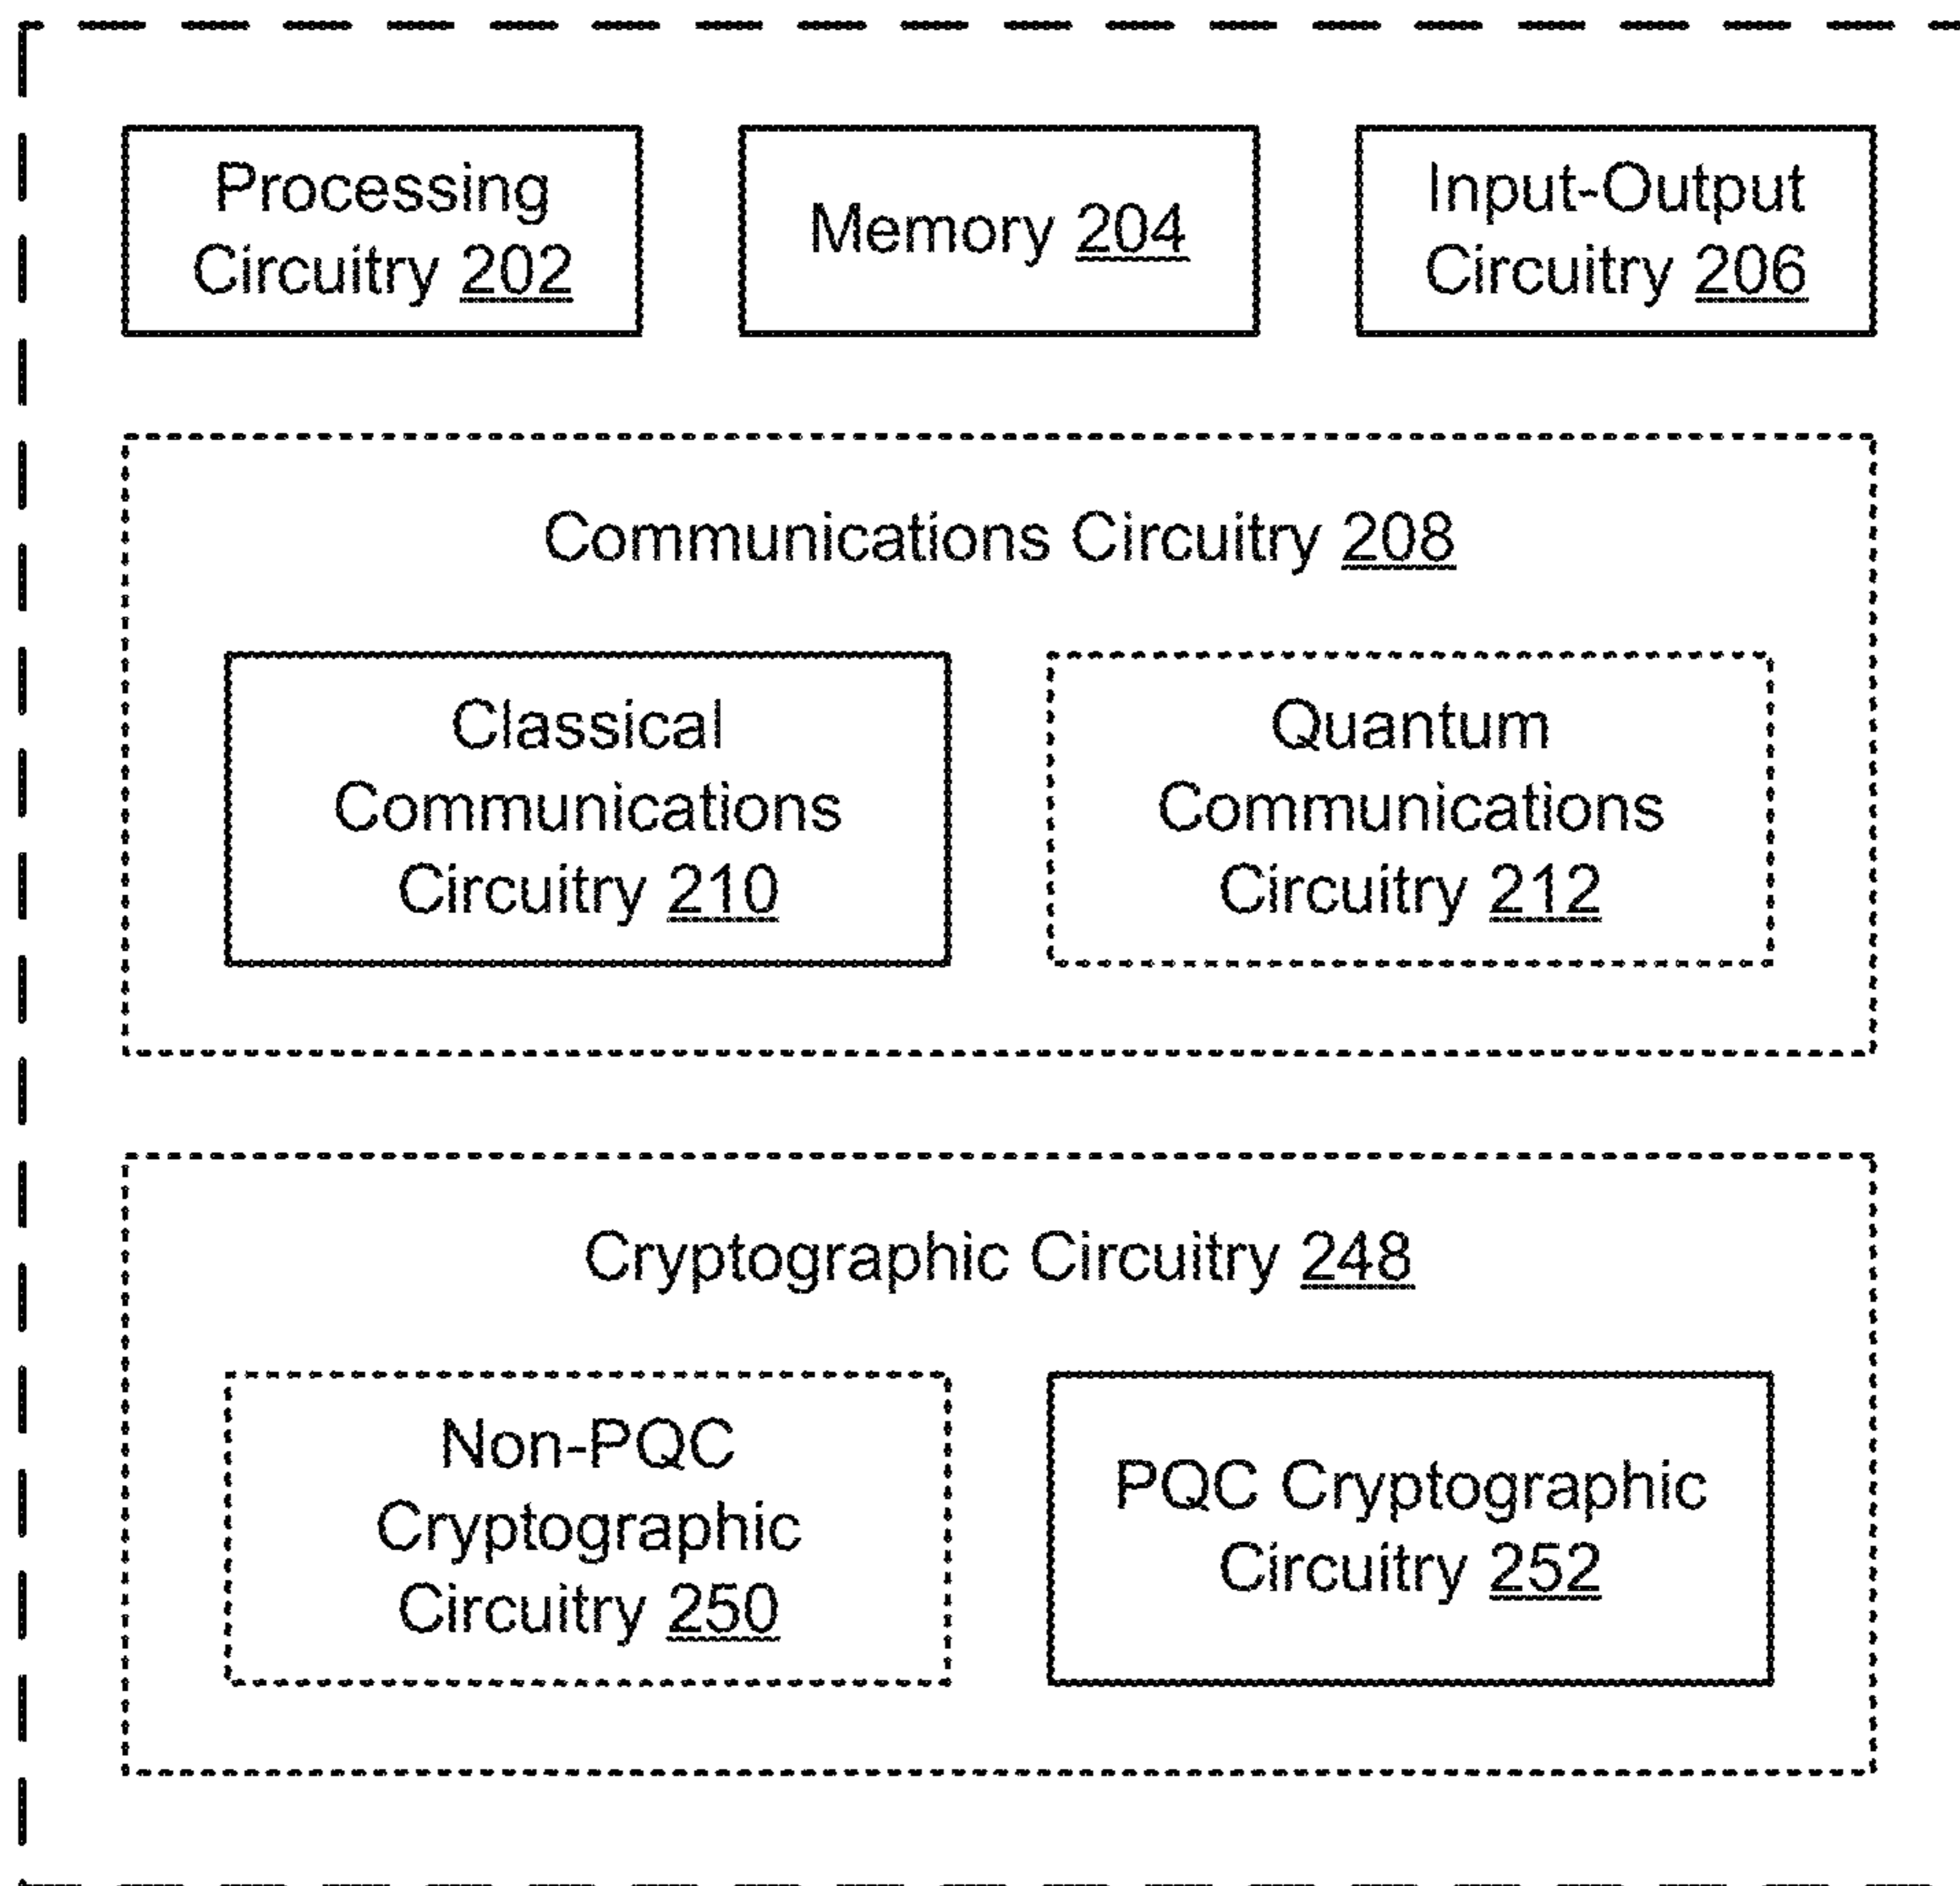 Processing
Circuitry 202
Memory 204
Input-Output
Circuitry 206
Communications Circuitry 208
Classical
Communications
Circuitry 210
Quantum
Communications
Circuitry 212
Cryptographic Circuitry 248
Non-PQC
Cryptographic
Circuitry 250
PQC Cryptographic
Circuitry 252